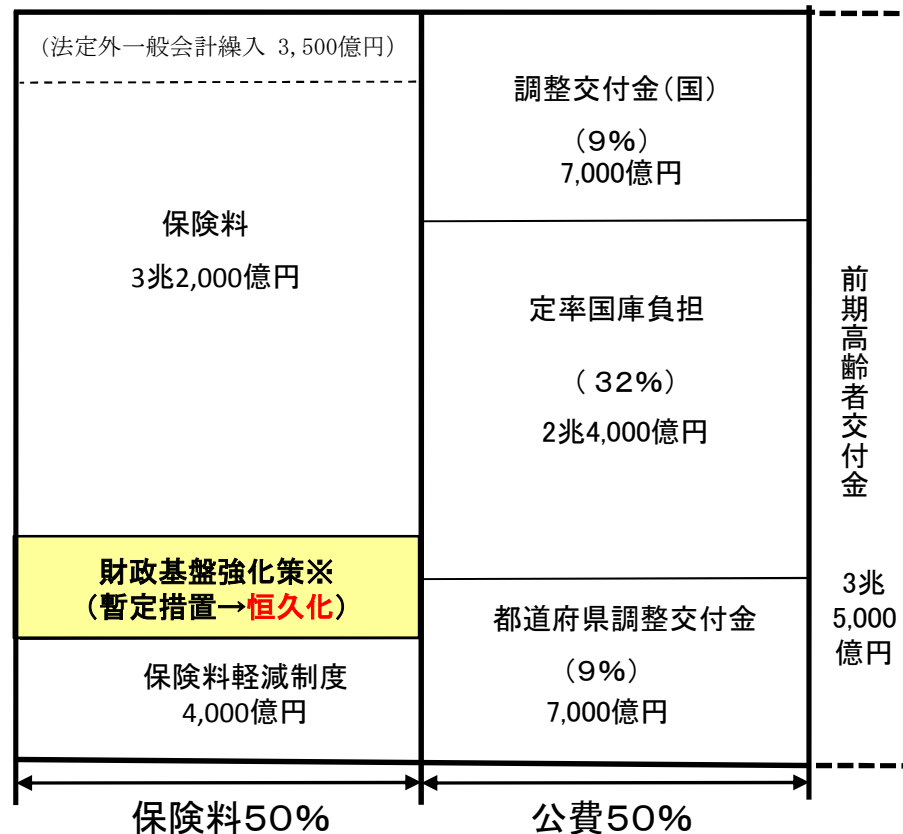 (法定外一般会計繰入 3,500億円)
保険料
3兆2,000億円
財政基盤強化策※
(暫定措置→恒久化)
保険料軽減制度
4,000億円
調整交付金(国)
(9%)
7,000億円
定率国庫負担
(32%)
2兆4,000億円
都道府県調整交付金
(9%)
7,000億円
前期高齢者交付金
3兆
5,000
億円
保険料50%
公費50%